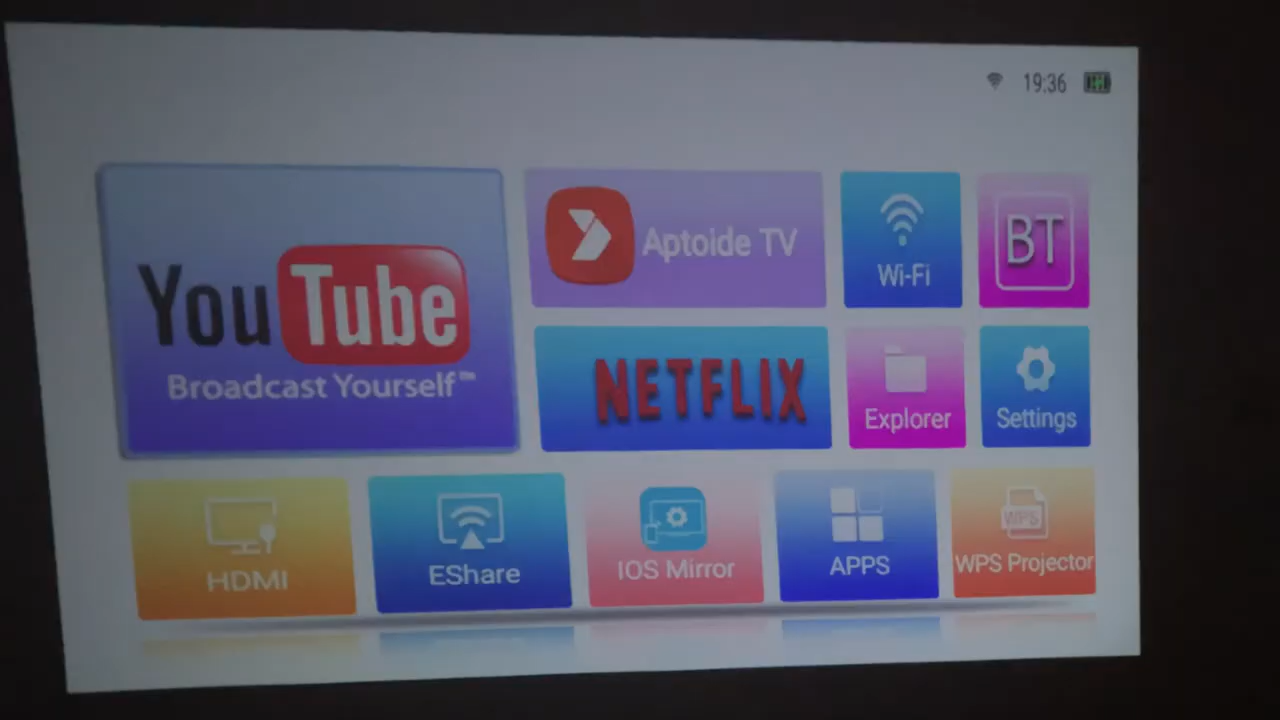 19:36
YouTube
Broadcast Yourself™
Aptoide TV
Wi-Fi
BT
NETFLIX
Explorer
Settings
HDMI
EShare
IOS Mirror
APPS
WPS
WPS Projector